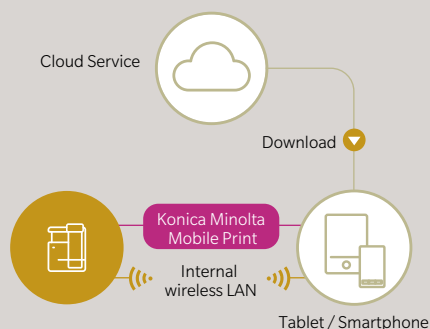 Cloud Service
Download
Konica Minolta
Mobile Print
Internal
wireless LAN
Tablet / Smartphone